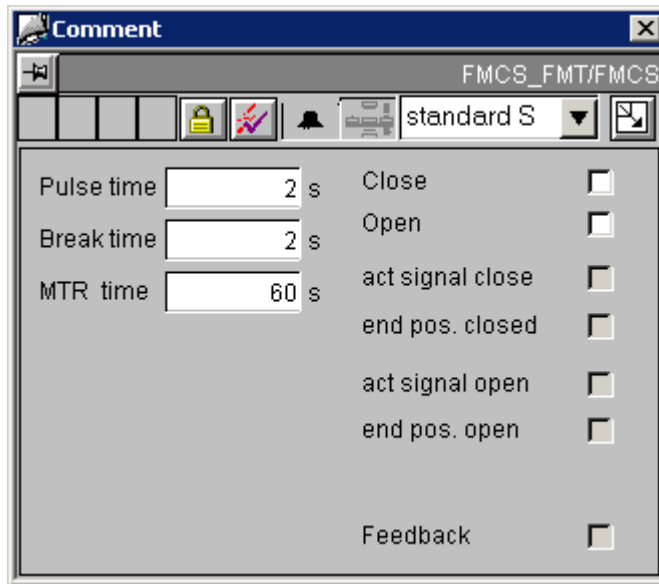 Comment
FMCS_FMT/FMCS
standard S
Pulse time 2 s
Close
Break time 2 s
Open
MTR time 60 s
act signal close
end pos. closed
act signal open
end pos. open
Feedback